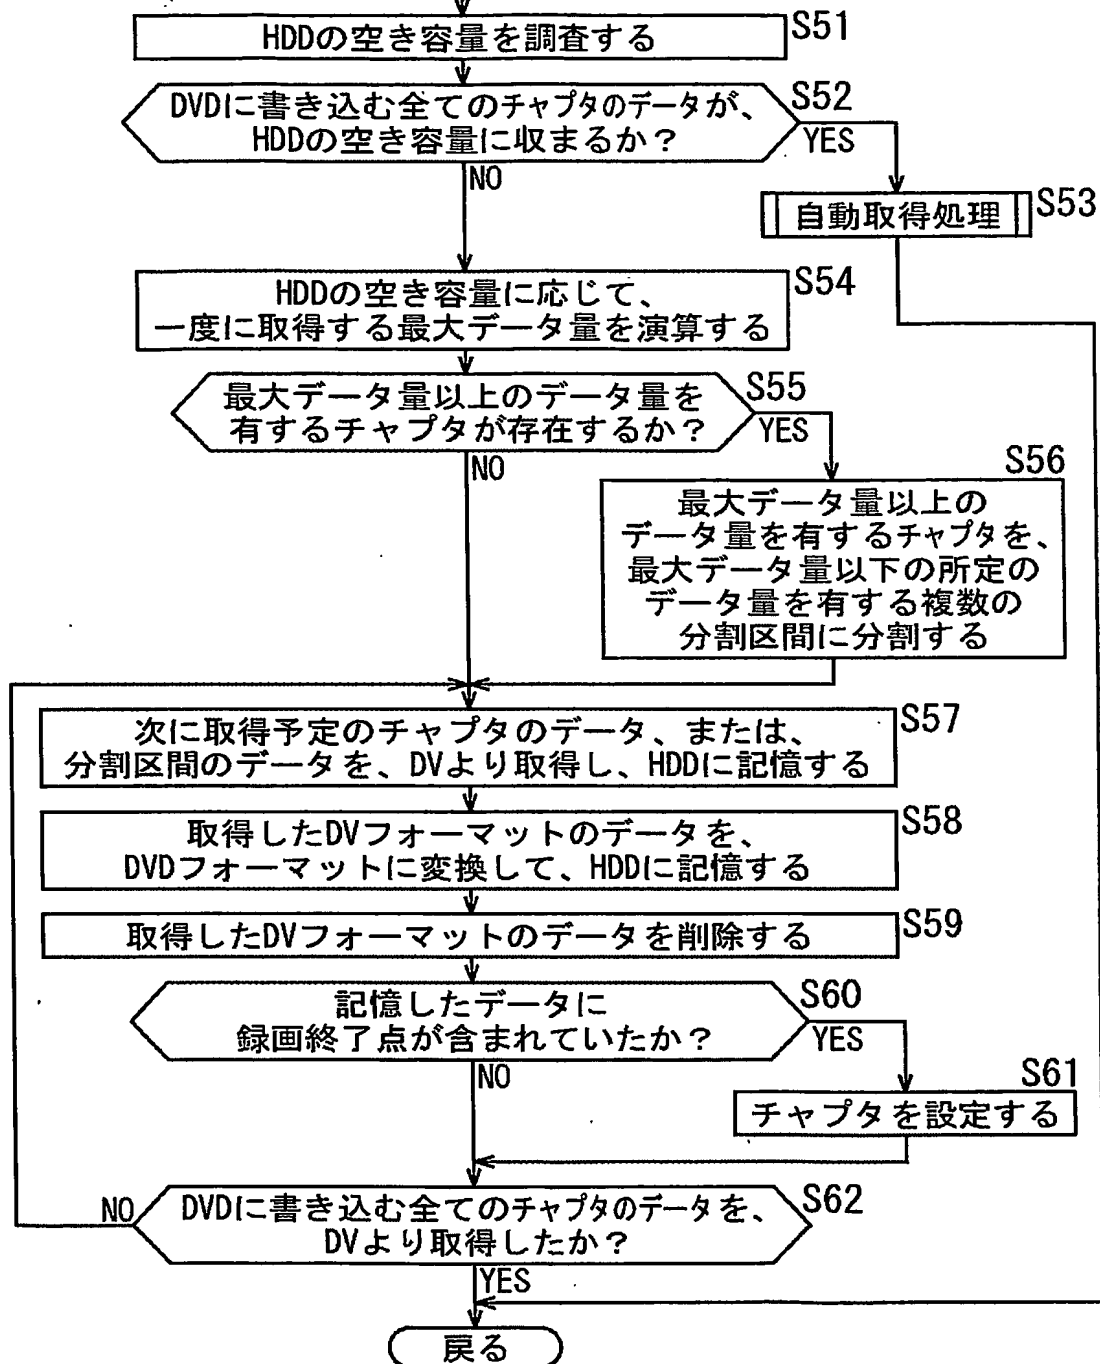 HDDの空き容量を調査する
S51
DVDに書き込む全てのチャプタのデータが、
HDDの空き容量に収まるか？
S52
YES
NO
自動取得処理
S53
HDDの空き容量に応じて、
一度に取得する最大データ量を演算する
S54
最大データ量以上のデータ量を
有するチャプタが存在するか？
S55
YES
NO
S56
最大データ量以上の
データ量を有するチャプタを、
最大データ量以下の所定の
データ量を有する複数の
分割区間に分割する
次に取得予定のチャプタのデータ、または、
分割区間のデータを、DVより取得し、HDDに記憶する
S57
取得したDVフォーマットのデータを、
DVDフォーマットに変換して、HDDに記憶する
S58
取得したDVフォーマットのデータを削除する
S59
記憶したデータに
録画終了点が含まれていたか？
S60
YES
NO
S61
チャプタを設定する
NO
DVDに書き込む全てのチャプタのデータを、
DVより取得したか？
S62
YES
戻る